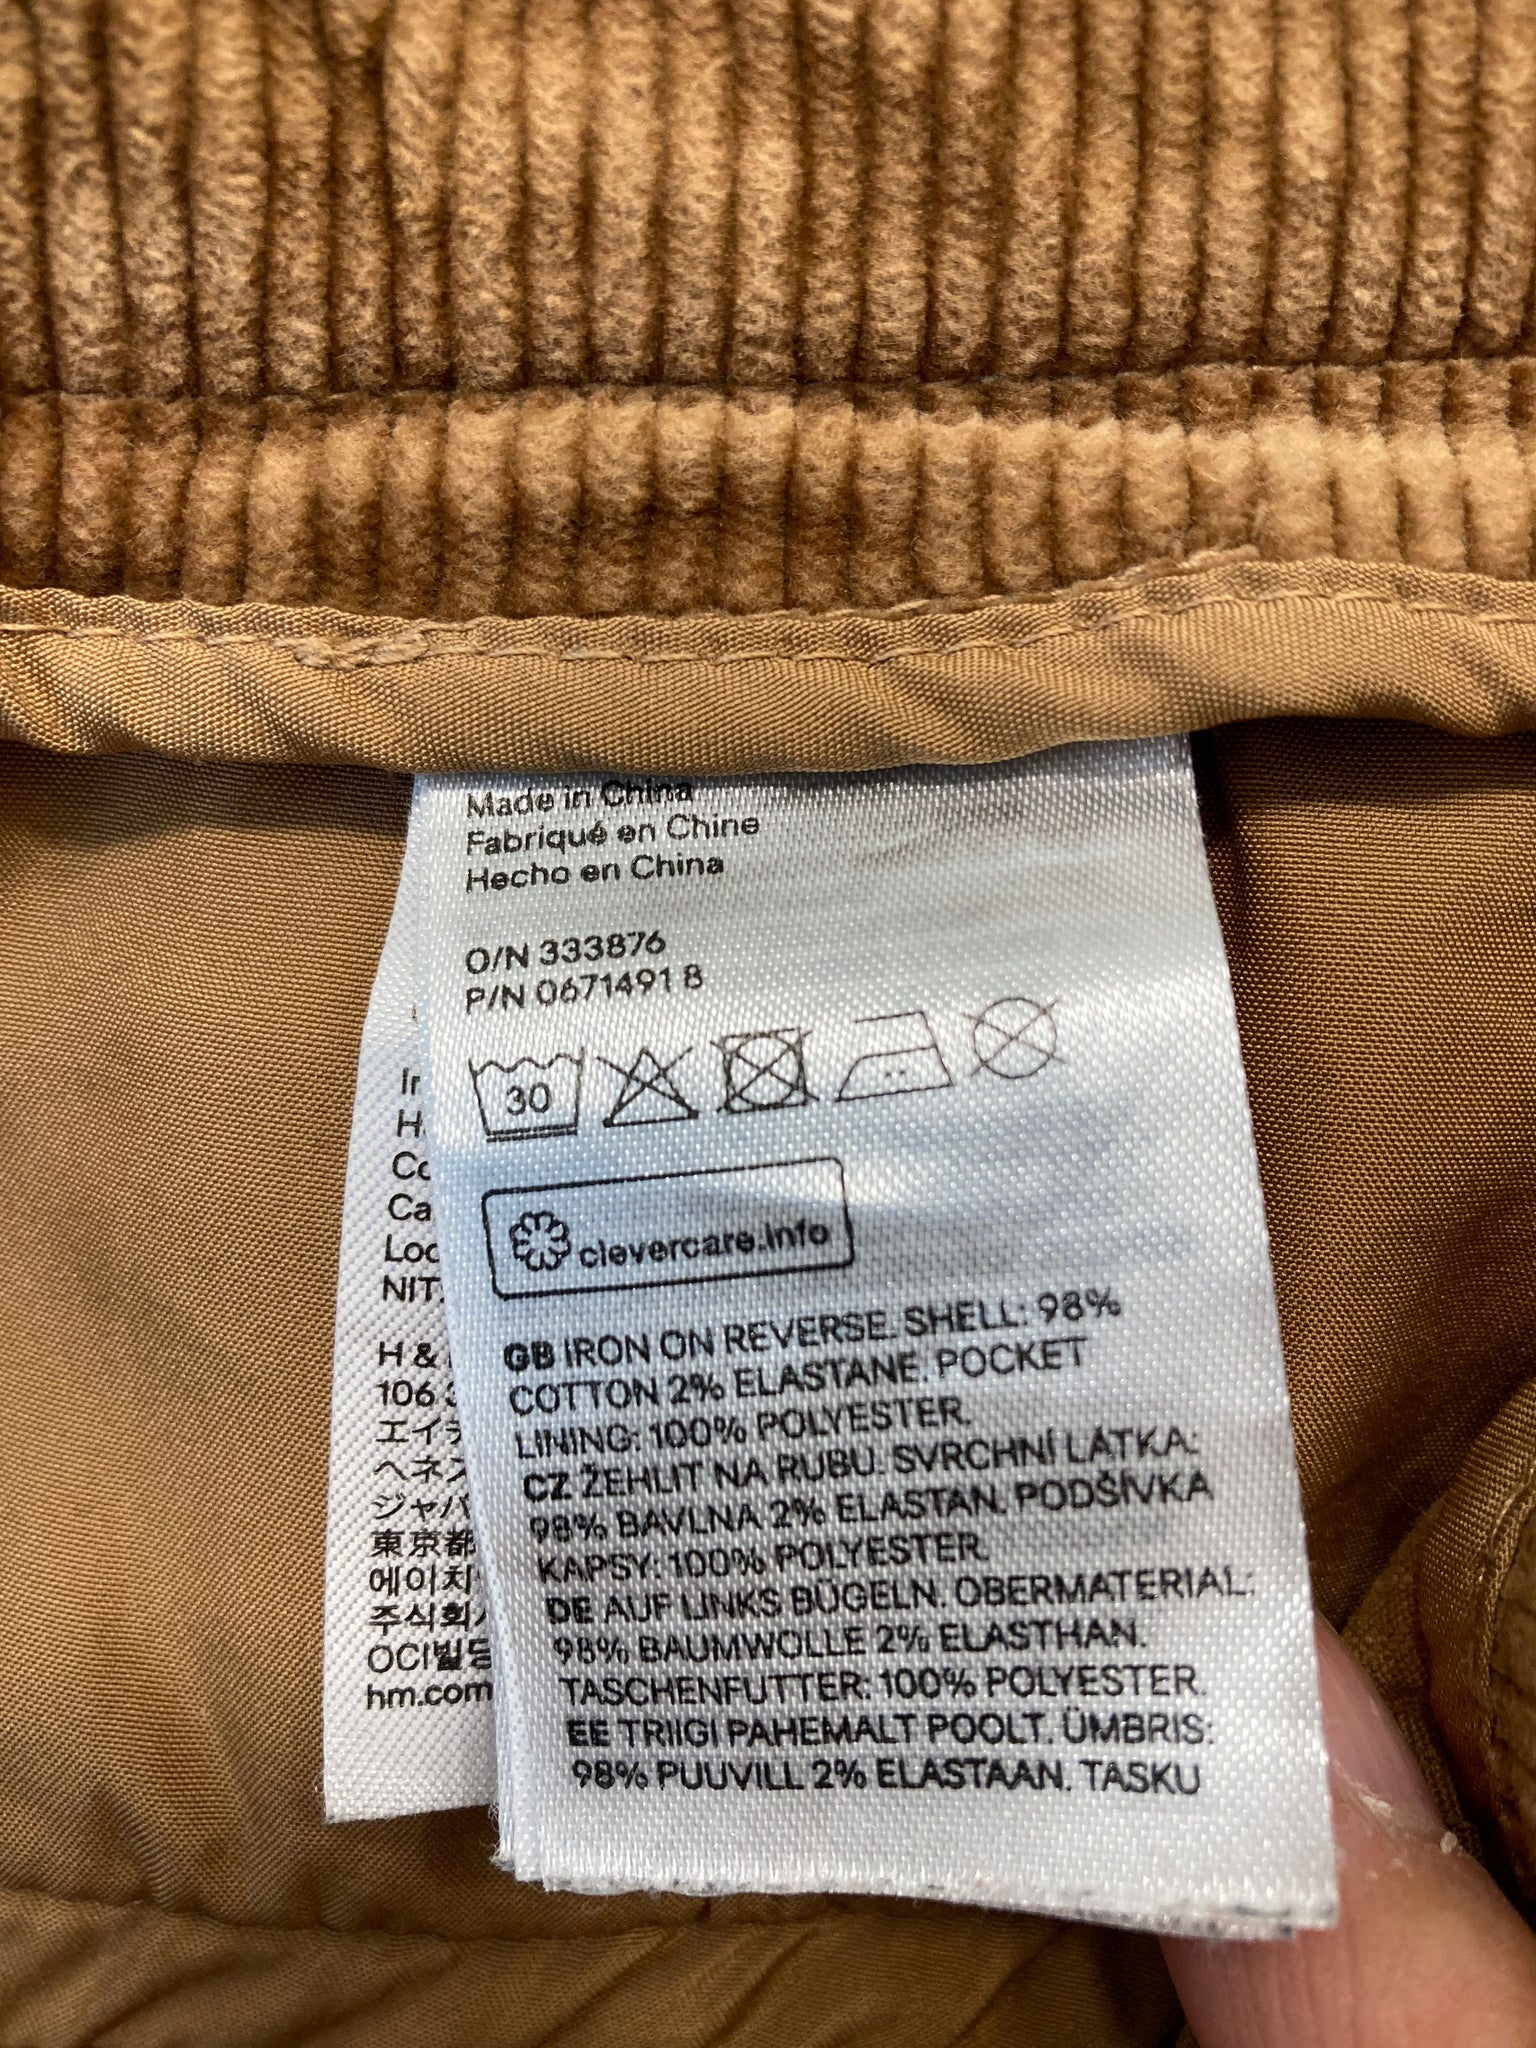 Made in China
Fabriqué en Chine
Hecho en China
O/N 333876
P/N 0671491 8
30
clevercare.info
GB IRON ON REVERSE. SHELL: 98%
COTTON 2% ELASTANE. POCKET
LINING: 100% POLYESTER.
CZ ŽEHLIT NA RUBU. SVRCHNÍ LÁTKA:
98% BAVLNA 2% ELASTAN. PODŠÍVKA
KAPSY: 100% POLYESTER.
DE AUF LINKS BÜGELN. OBERMATERIAL:
98% BAUMWOLLE 2% ELASTHAN.
TASCHENFUTTER: 100% POLYESTER.
EE TRIIGI PAHEMALT POOLT. ÜMBRIS:
98% PUUVILL 2% ELASTAAN. TASKU
NIT.
H &
106
東京都
hm.com